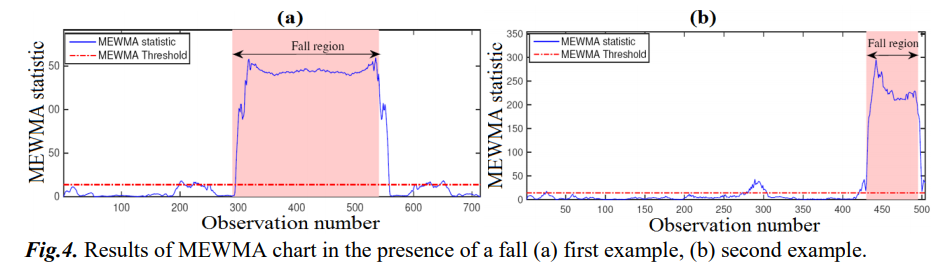 (a)
MEWMA statistic
MEWMA Threshold
Fall region
MEWMA statistic
50
00
50
0
100 200 300 400 500 600 700
Observation number
(b)
MEWMA statistic
MEWMA Threshold
Fall region
MEWMA statistic
350
300
250
200
150
100
50
0
50 100 150 200 250 300 350 400 450 500
Observation number
Fig.4. Results of MEWMA chart in the presence of a fall (a) first example, (b) second example.